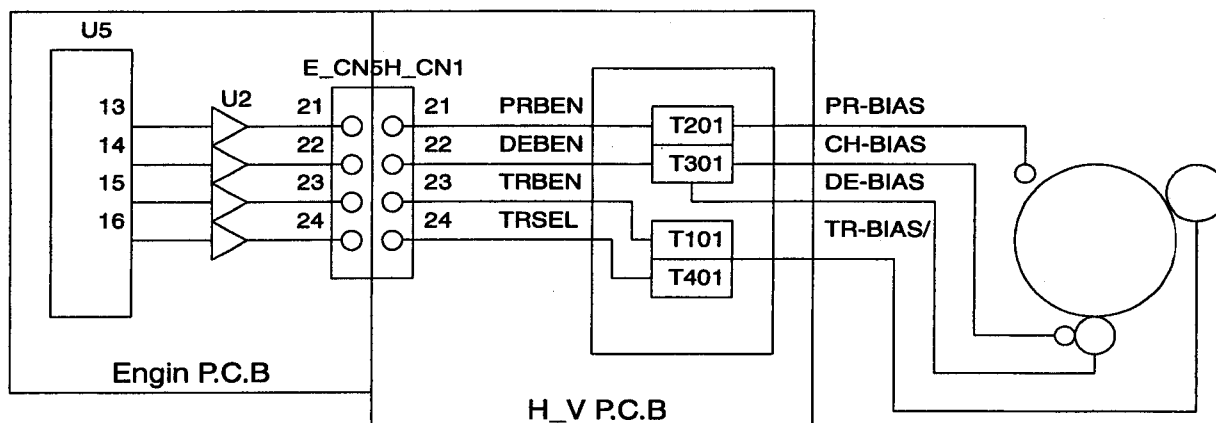 U5
E_CN5H_CN1
U2
13
14
15
16
21
22
23
24
21
22
23
24
PRBEN
DEBEN
TRBEN
TRSEL
T201
T301
T101
T401
PR-BIAS
CH-BIAS
DE-BIAS
TR-BIAS/
Engin P.C.B
H_V P.C.B